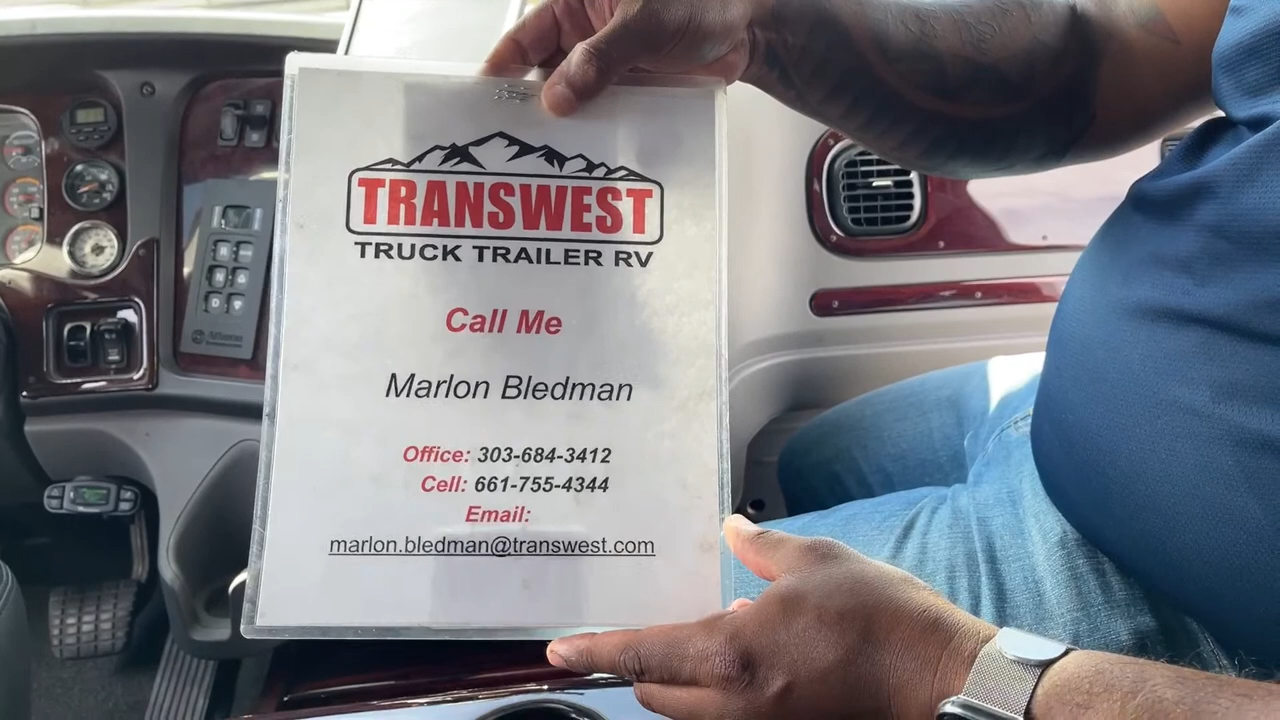 TRANSWEST
TRUCK TRAILER RV
Call Me
Marlon Bledman
Office: 303-684-3412
Cell: 661-755-4344
Email:
marlon.bledman@transwest.com
N
D
Allison